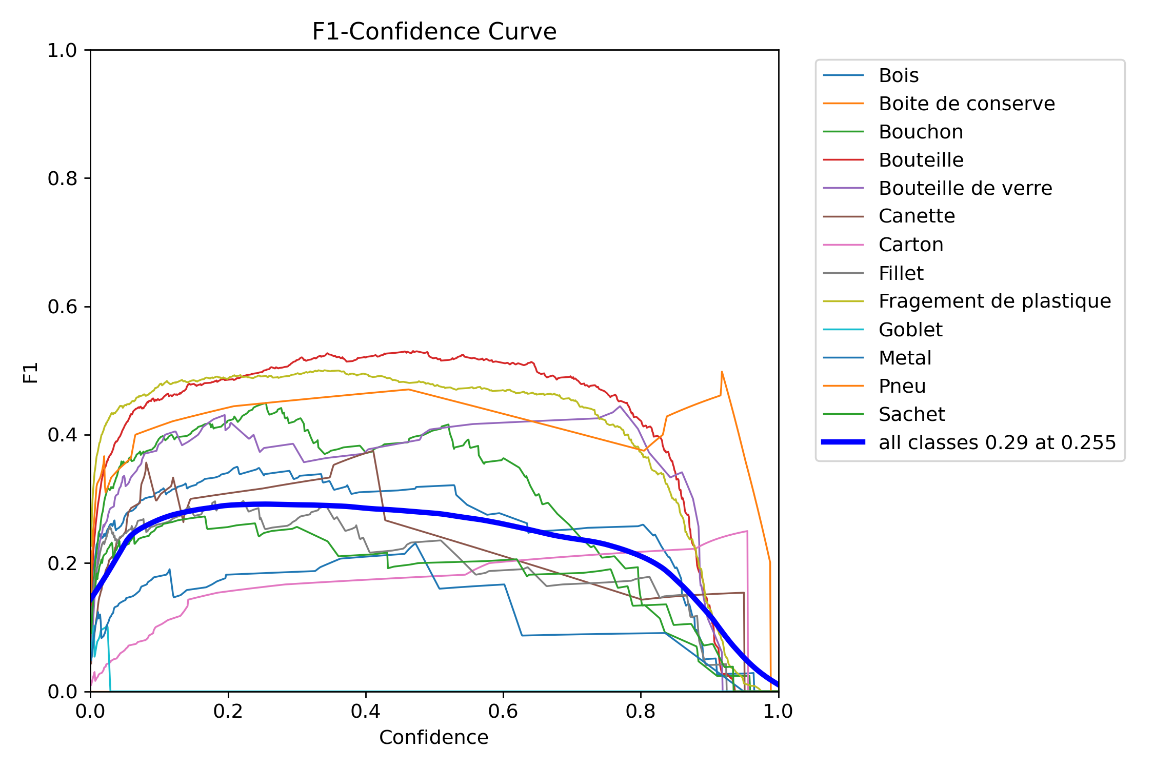 F1-Confidence Curve
1.0
0.8
0.6
0.4
0.2
0.0
F1
0.0 0.2 0.4 0.6 0.8 1.0
Confidence
Bois
Boite de conserve
Bouchon
Bouteille
Bouteille de verre
Canette
Carton
Fillet
Fragement de plastique
Goblet
Metal
Pneu
Sachet
all classes 0.29 at 0.255